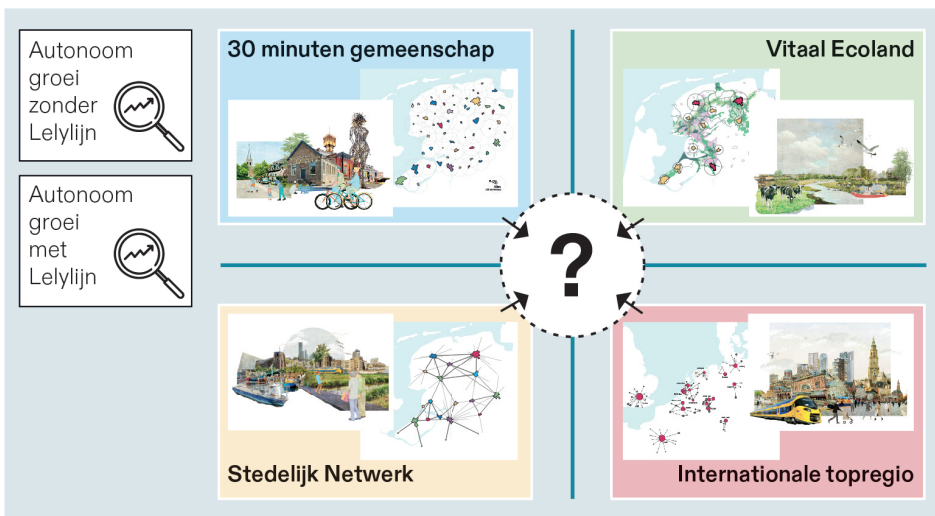 Autonoom
groei
zonder
Lelylijn
Autonoom
groei
met
Lelylijn
30 minuten gemeenschap
Vitaal Ecoland
?
Stedelijk Netwerk
Internationale topregio